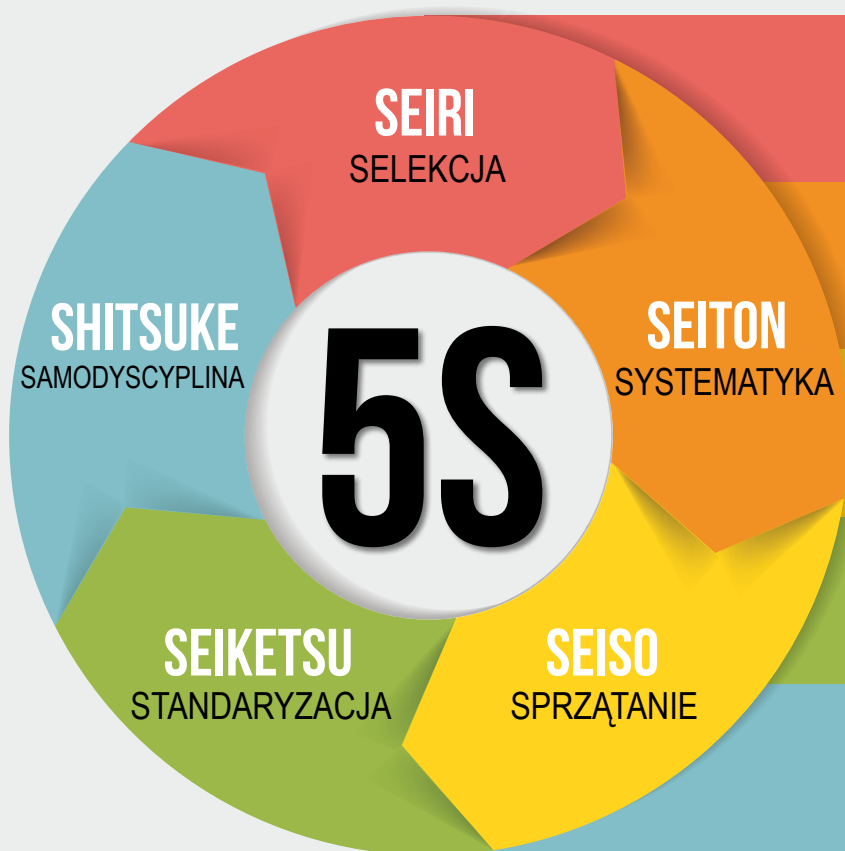 SEIRI
SELEKCJA
SEITON
SYSTEMATYKA
SEISO
SPRZĄTANIE
SEIKETSU
STANDARYZACJA
SHITSUKE
SAMODYSCYPLINA
5S